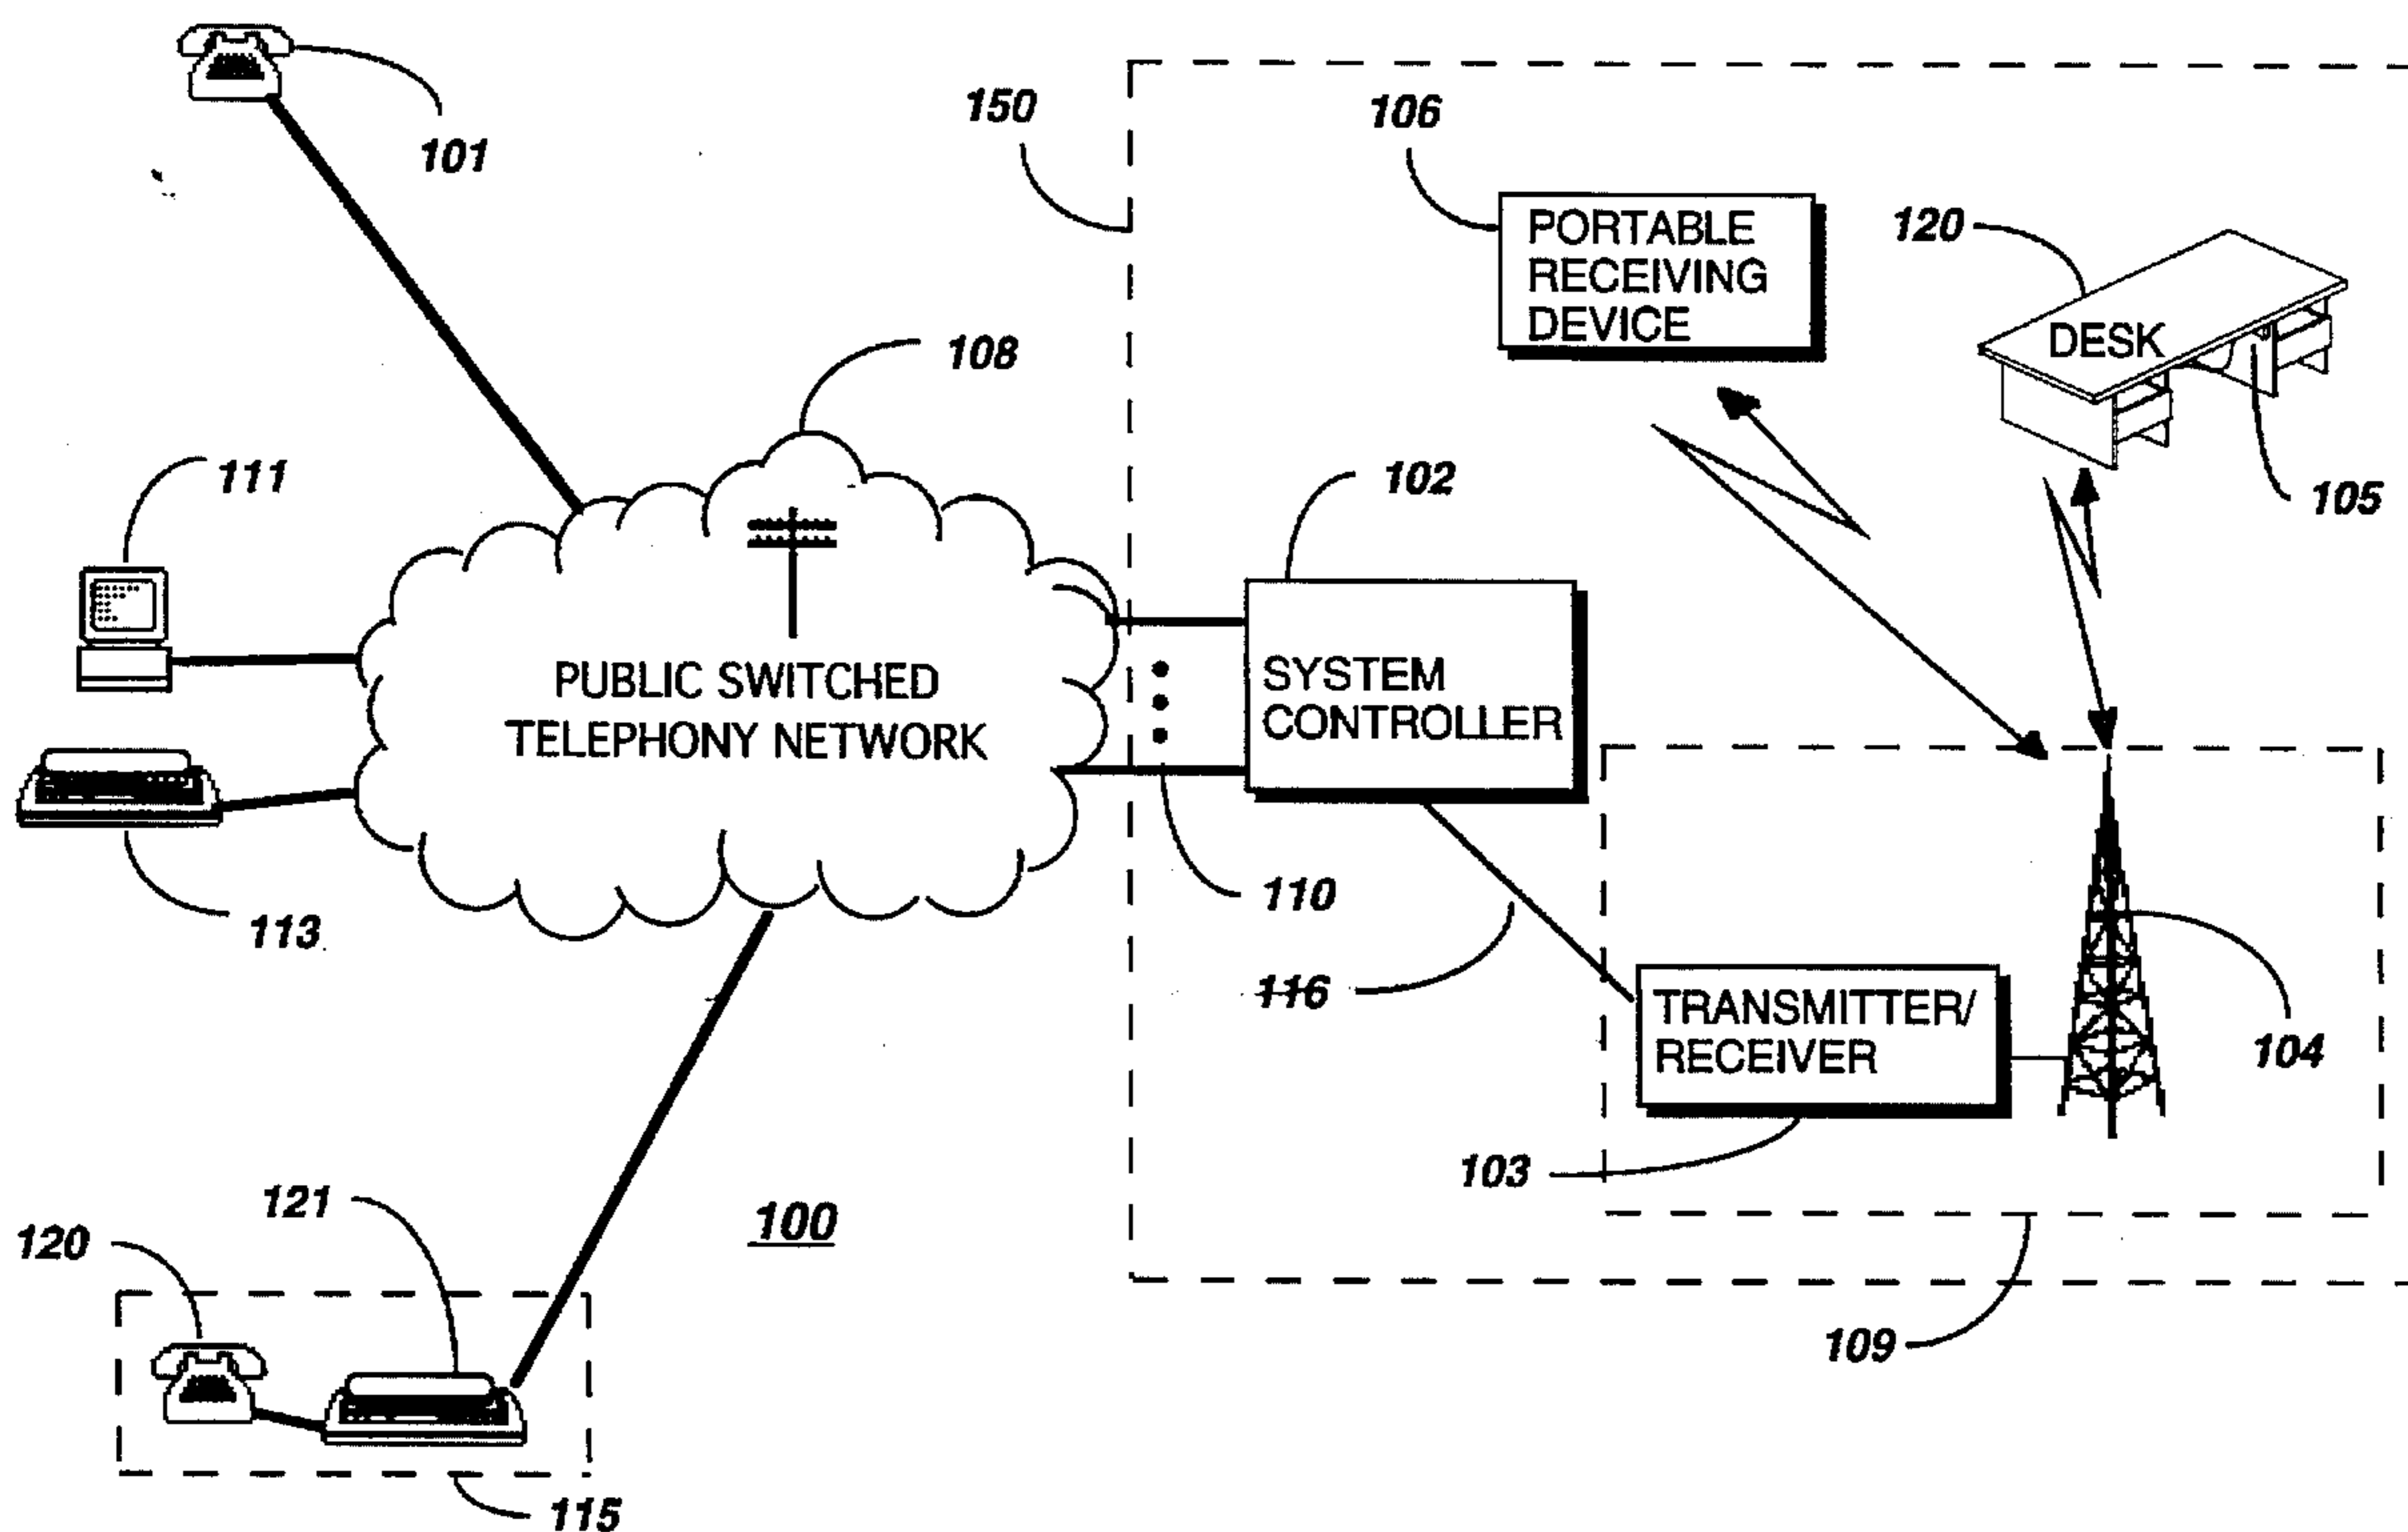 101
150
106
PORTABLE
RECEIVING
DEVICE
120
DESK
105
108
111
102
PUBLIC SWITCHED
TELEPHONY NETWORK
SYSTEM
CONTROLLER
113
110
116
TRANSMITTER/
RECEIVER
104
103
121
100
120
109
115